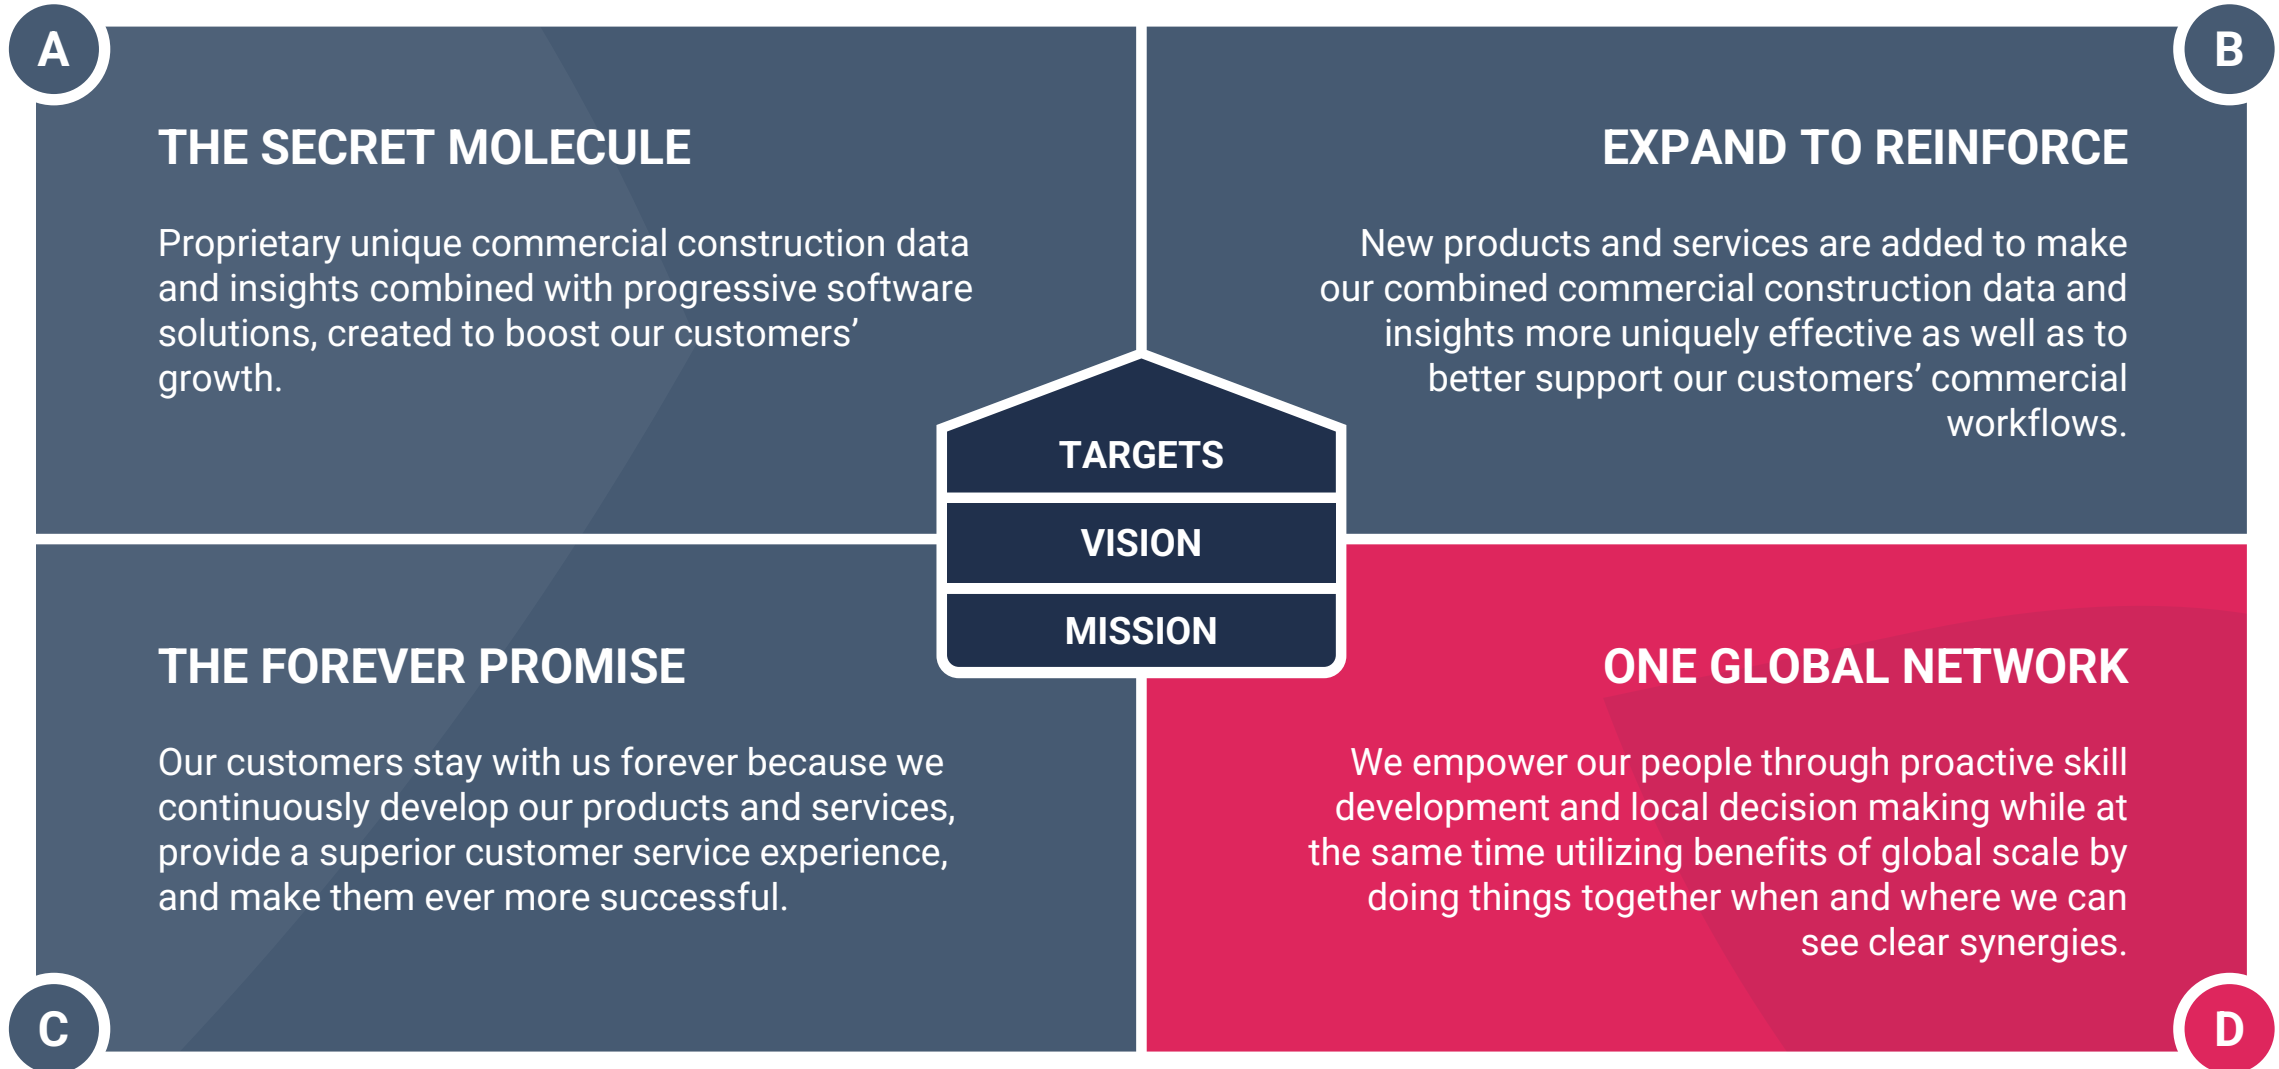 A
THE SECRET MOLECULE
Proprietary unique commercial construction data
and insights combined with progressive software
solutions, created to boost our customers’
growth.
B
EXPAND TO REINFORCE
New products and services are added to make
our combined commercial construction data and
insights more uniquely effective as well as to
better support our customers’ commercial
workflows.
TARGETS
VISION
MISSION
C
THE FOREVER PROMISE
Our customers stay with us forever because we
continuously develop our products and services,
provide a superior customer service experience,
and make them ever more successful.
D
ONE GLOBAL NETWORK
We empower our people through proactive skill
development and local decision making while at
the same time utilizing benefits of global scale by
doing things together when and where we can
see clear synergies.